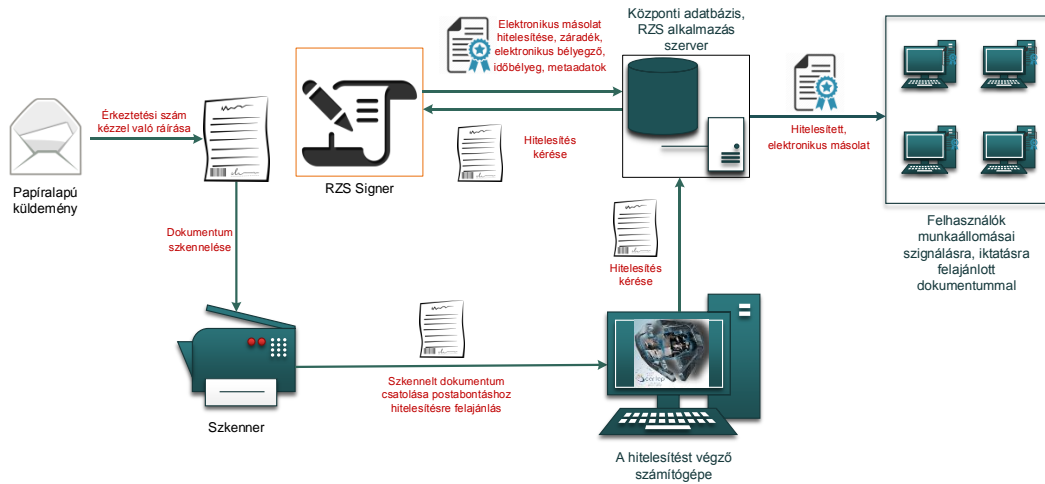 Elektronikus másolat
hitelesítése, záradék,
elektronikus bélyegző,
időbélyeg, metaadatok
Központi adatbázis,
RZS alkalmazás
szerver
Érkeztetési szám
kézzel való ráírása
Papíralapú
küldemény
RZS Signer
Hitelesítés
kérése
Hitelesített,
elektronikus másolat
Felhasználók
munkaállomásai
szignálásra, iktatásra
felajánlott
dokumentummal
Dokumentum
szkennelése
Hitelesítés
kérése
Szkennelt dokumentum
csatolása postabontáshoz
hitelesítésre felajánlás
Szkenner
A hitelesítést végző
számítógépe